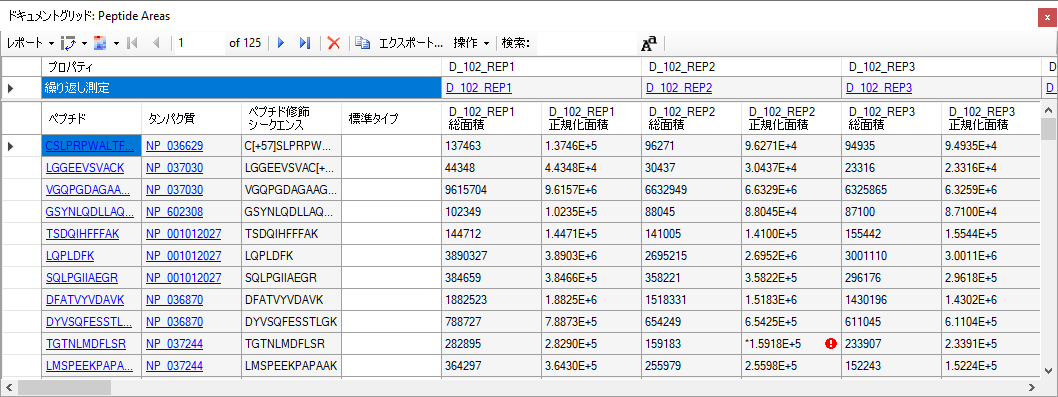 ドキュメントグリッド: Peptide Areas
レポート 1 of 125 エクスポート... 操作 検索: Aa
プロパティ D_102_REP1 D_102_REP2 D_102_REP3 D
繰り返し測定 D_102_REP1 D_102_REP2 D_102_REP3 D
ペプチド タンパク質 ペプチド修飾 標準タイプ D_102_REP1 D_102_REP1 D_102_REP2 D_102_REP2 D_102_REP3 D_102_REP3
シークエンス 総面積 正規化面積 総面積 正規化面積 総面積 正規化面積
CSLPRPWALTF... NP_036629 C[+57]SLPRPW... 137463 1.3746E+5 96271 9.6271E+4 94935 9.4935E+4
LGGEEVSVACK NP_037030 LGGEEVSVAC[+... 44348 4.4348E+4 30437 3.0437E+4 23316 2.3316E+4
VGQPGDAGAA... NP_037030 VGQPGDAGAAG... 9615704 9.6157E+6 6632949 6.6329E+6 6325865 6.3259E+6
GSYNLQDLLAQ... NP_602308 GSYNLQDLLAQ... 102349 1.0235E+5 88045 8.8045E+4 87100 8.7100E+4
TSDQIHFFFAK NP_001012027 TSDQIHFFFAK 144712 1.4471E+5 141005 1.4100E+5 155442 1.5544E+5
LQPLDFK NP_001012027 LQPLDFK 3890327 3.8903E+6 2695215 2.6952E+6 3001110 3.0011E+6
SQLPGIIAEGR NP_001012027 SQLPGIIAEGR 384659 3.8466E+5 358221 3.5822E+5 296176 2.9618E+5
DFATVYVDAVK NP_036870 DFATVYVDAVK 1882523 1.8825E+6 1518331 1.5183E+6 1430196 1.4302E+6
DYVSQFESSTL... NP_036870 DYVSQFESSTLGK 788727 7.8873E+5 654249 6.5425E+5 611045 6.1104E+5
TGTNLMDFLSR NP_037244 TGTNLMDFLSR 282895 2.8290E+5 159183 *1.5918E+5 233907 2.3391E+5
LMSPEEKPAPAA... NP_037244 LMSPEEKPAPA... 364297 3.6430E+5 255979 2.5598E+5 152243 1.5224E+5